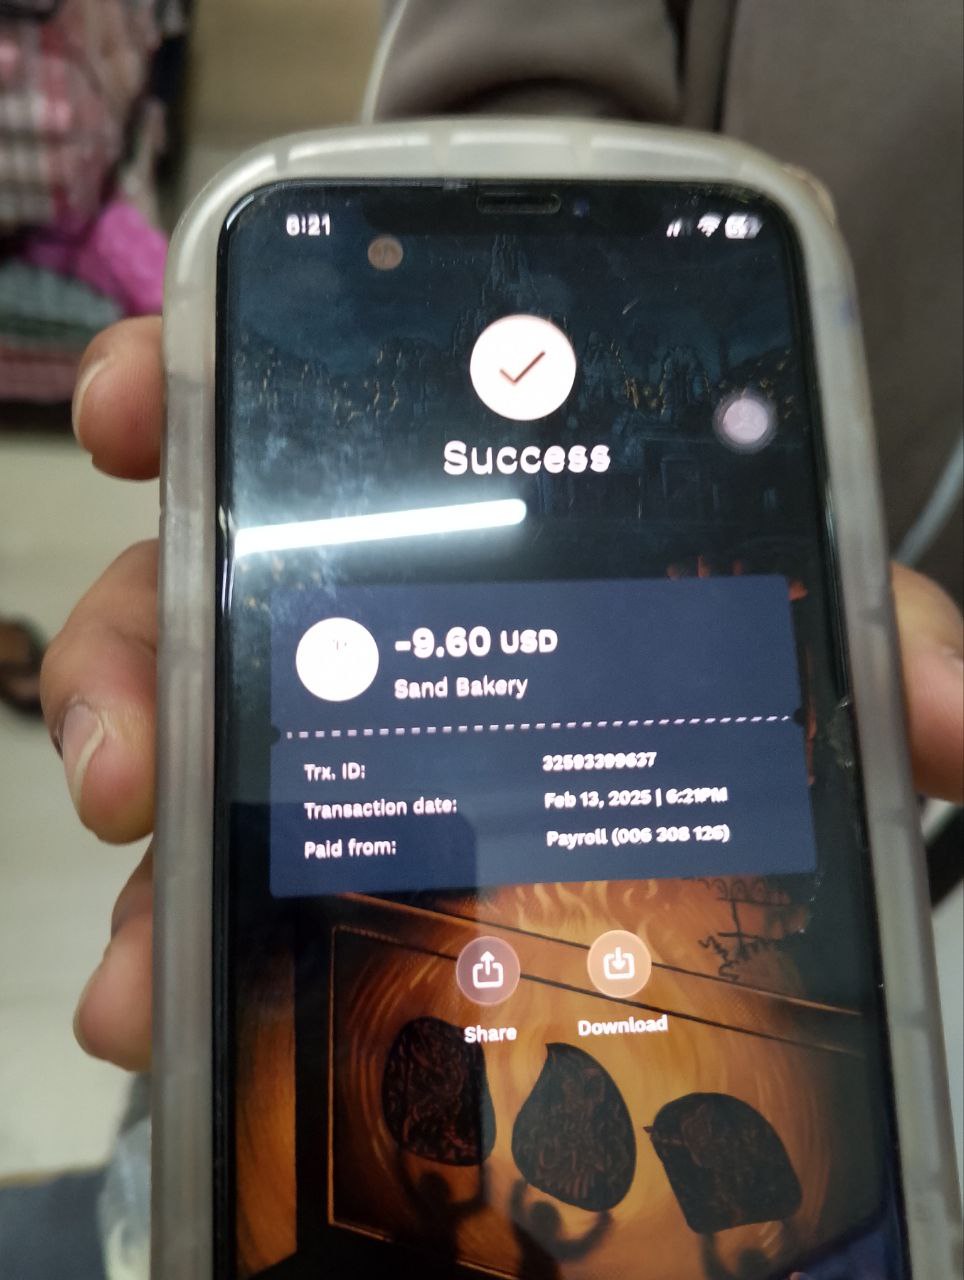 6:21
Success
-9.60 USD
Sand Bakery
Trx. ID: 32593399637
Transaction date: Feb 13, 2025 | 6:21PM
Paid from: Payroll (006 308 126)
Share
Download